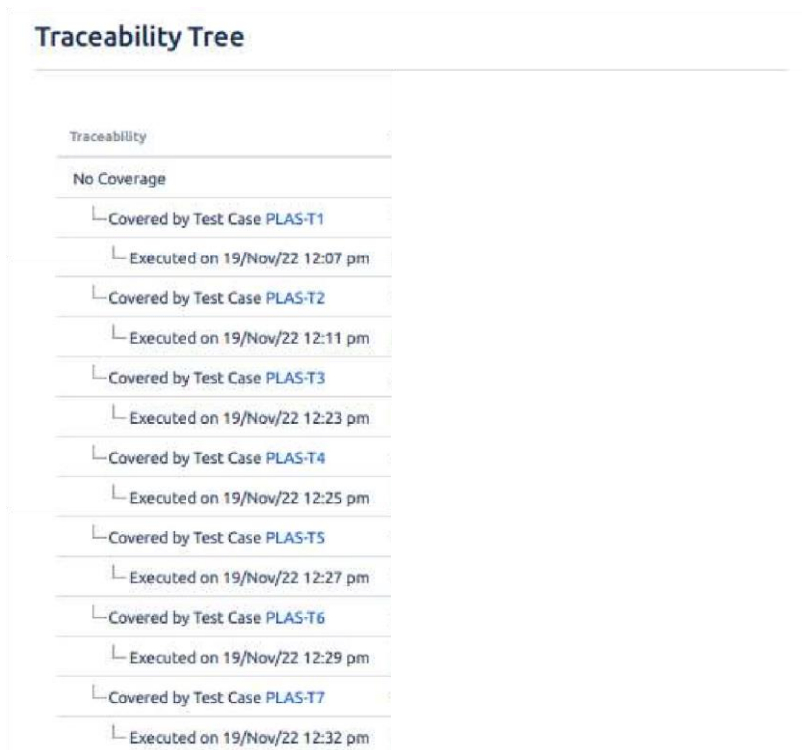 Traceability Tree
Traceability
No Coverage
Covered by Test Case PLAS-T1
Executed on 19/Nov/22 12:07 pm
Covered by Test Case PLAS-T2
Executed on 19/Nov/22 12:11 pm
Covered by Test Case PLAS-T3
Executed on 19/Nov/22 12:23 pm
Covered by Test Case PLAS-T4
Executed on 19/Nov/22 12:25 pm
Covered by Test Case PLAS-T5
Executed on 19/Nov/22 12:27 pm
Covered by Test Case PLAS-T6
Executed on 19/Nov/22 12:29 pm
Covered by Test Case PLAS-T7
Executed on 19/Nov/22 12:32 pm